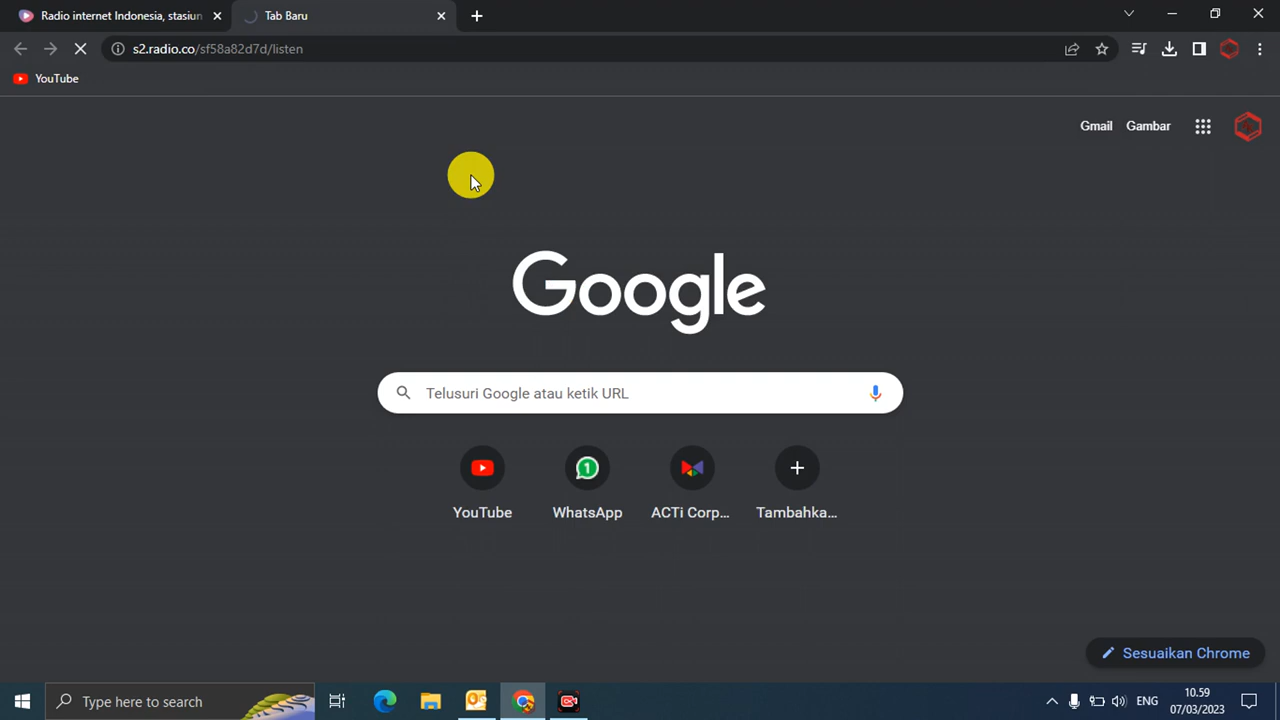 Radio internet Indonesia, stasiun
Tab Baru
s2.radio.co/sf58a82d7d/listen
YouTube
Gmail
Gambar
Google
Telusuri Google atau ketik URL
1
YouTube
WhatsApp
ACTi Corp...
Tambahka...
Sesuaikan Chrome
Type here to search
ENG
10.59
07/03/2023